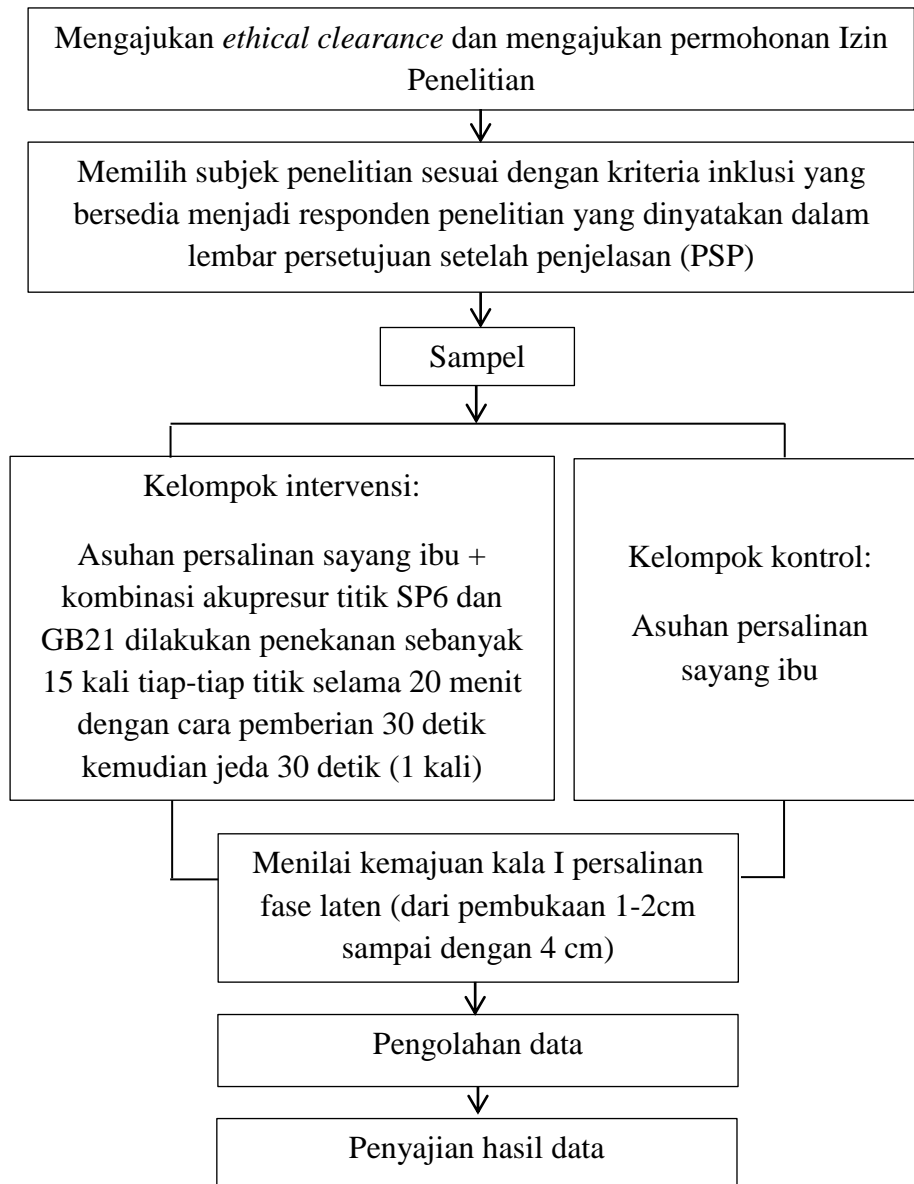 Mengajukan ethical clearance dan mengajukan permohonan Izin
Penelitian
Memilih subjek penelitian sesuai dengan kriteria inklusi yang
bersedia menjadi responden penelitian yang dinyatakan dalam
lembar persetujuan setelah penjelasan (PSP)
Sampel
Kelompok intervensi:
Asuhan persalinan sayang ibu +
kombinasi akupresur titik SP6 dan
GB21 dilakukan penekanan sebanyak
15 kali tiap-tiap titik selama 20 menit
dengan cara pemberian 30 detik
kemudian jeda 30 detik (1 kali)
Kelompok kontrol:
Asuhan persalinan
sayang ibu
Menilai kemajuan kala I persalinan
fase laten (dari pembukaan 1-2cm
sampai dengan 4 cm)
Pengolahan data
Penyajian hasil data